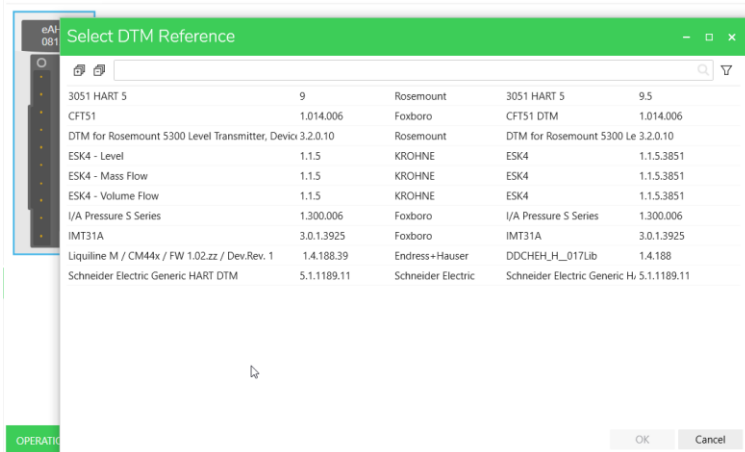 eAH
081
Select DTM Reference
3051 HART 5 9 Rosemount 3051 HART 5 9.5
CFT51 1.014.006 Foxboro CFT51 DTM 1.014.006
DTM for Rosemount 5300 Level Transmitter, Device 3.2.0.10 Rosemount DTM for Rosemount 5300 Le 3.2.0.10
ESK4 - Level 1.1.5 KROHNE ESK4 1.1.5.3851
ESK4 - Mass Flow 1.1.5 KROHNE ESK4 1.1.5.3851
ESK4 - Volume Flow 1.1.5 KROHNE ESK4 1.1.5.3851
I/A Pressure S Series 1.300.006 Foxboro I/A Pressure S Series 1.300.006
IMT31A 3.0.1.3925 Foxboro IMT31A 3.0.1.3925
Liquiline M / CM44x / FW 1.02.zz / Dev.Rev. 1 1.4.188.39 Endress+Hauser DDCHEH_H__017Lib 1.4.188
Schneider Electric Generic HART DTM 5.1.1189.11 Schneider Electric Schneider Electric Generic H/ 5.1.1189.11
OPERATIO
OK Cancel